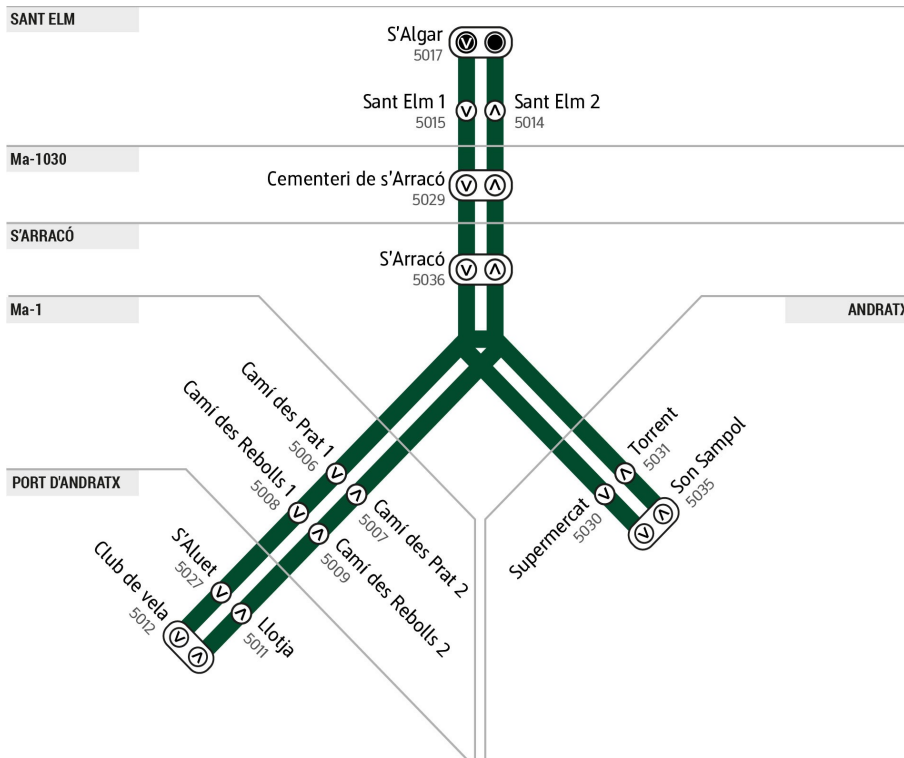 SANT ELM
S'Algar
5017
Sant Elm 1
5015
Sant Elm 2
5014
Ma-1030
Cementeri de s'Arracó
5029
S'ARRACÓ
S'Arracó
5036
Ma-1
ANDRATX
Camí des Prat 1
5006
Camí des Rebolls 1
5008
Camí des Prat 2
5007
Camí des Rebolls 2
5009
Torrent
5031
Son Sampol
5035
Supermercat
5030
PORT D'ANDRATX
S'Aluet
5027
Club de vela
5012
Llotja
5011